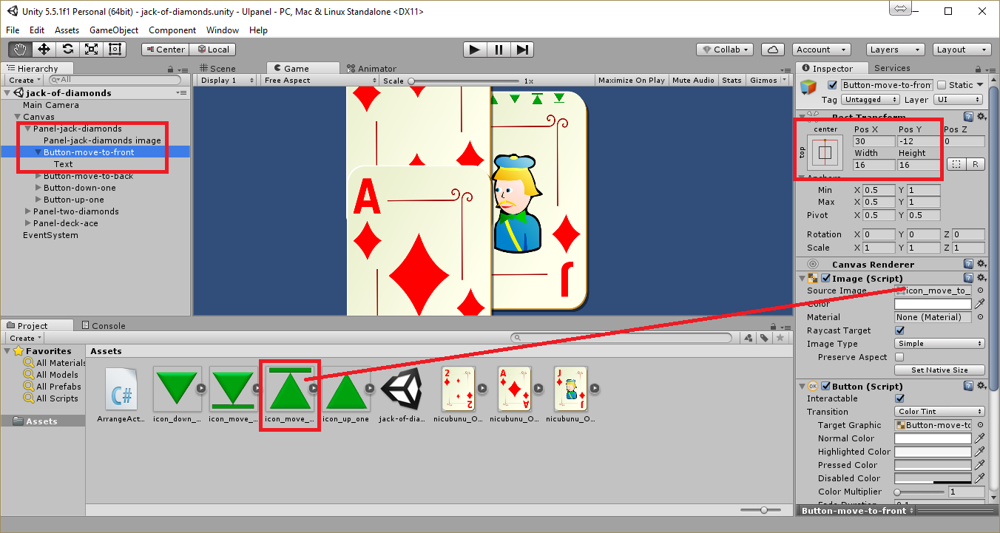 Unity 5.5.1f1 Personal (64bit) - jack-of-diamonds.unity - UIpanel - PC, Mac & Linux Standalone <DX11>
File Edit Assets GameObject Component Window Help
Center Local Collab Account Layers Layout
Hierarchy
Create All
jack-of-diamonds
Main Camera
Canvas
Panel-jack-diamonds
Panel-jack-diamonds image
Button-move-to-front
Text
Button-move-to-back
Button-down-one
Button-up-one
Panel-two-diamonds
Panel-deck-ace
EventSystem
Scene Game Animator
Display 1 Free Aspect Scale 1x Maximize On Play Mute Audio Stats Gizmos
A
J
Project Console
Create
Favorites
All Materials
All Models
All Prefabs
All Scripts
Assets
Assets
C#
2 2
A A
J J
ArrangeAct... icon_down_... icon_move_... icon_move_... icon_up_one jack-of-dia... nicubunu_O... nicubunu_O... nicubunu_O...
Inspector Services
Button-move-to-fron Static
Tag Untagged Layer UI
Rect Transform
center Pos X Pos Y Pos Z
top 30 -12 0
Width Height
16 16 R
Anchors
Min X 0.5 Y 1
Max X 0.5 Y 1
Pivot X 0.5 Y 0.5
Rotation X 0 Y 0 Z 0
Scale X 1 Y 1 Z 1
Canvas Renderer
Image (Script)
Source Image icon_move_to_
Color
Material None (Material)
Raycast Target
Image Type Simple
Preserve Aspect
Set Native Size
OK Button (Script)
Interactable
Transition Color Tint
Target Graphic Button-move-to
Normal Color
Highlighted Color
Pressed Color
Disabled Color
Color Multiplier 1
Fade Duration 0.1
Button-move-to-front